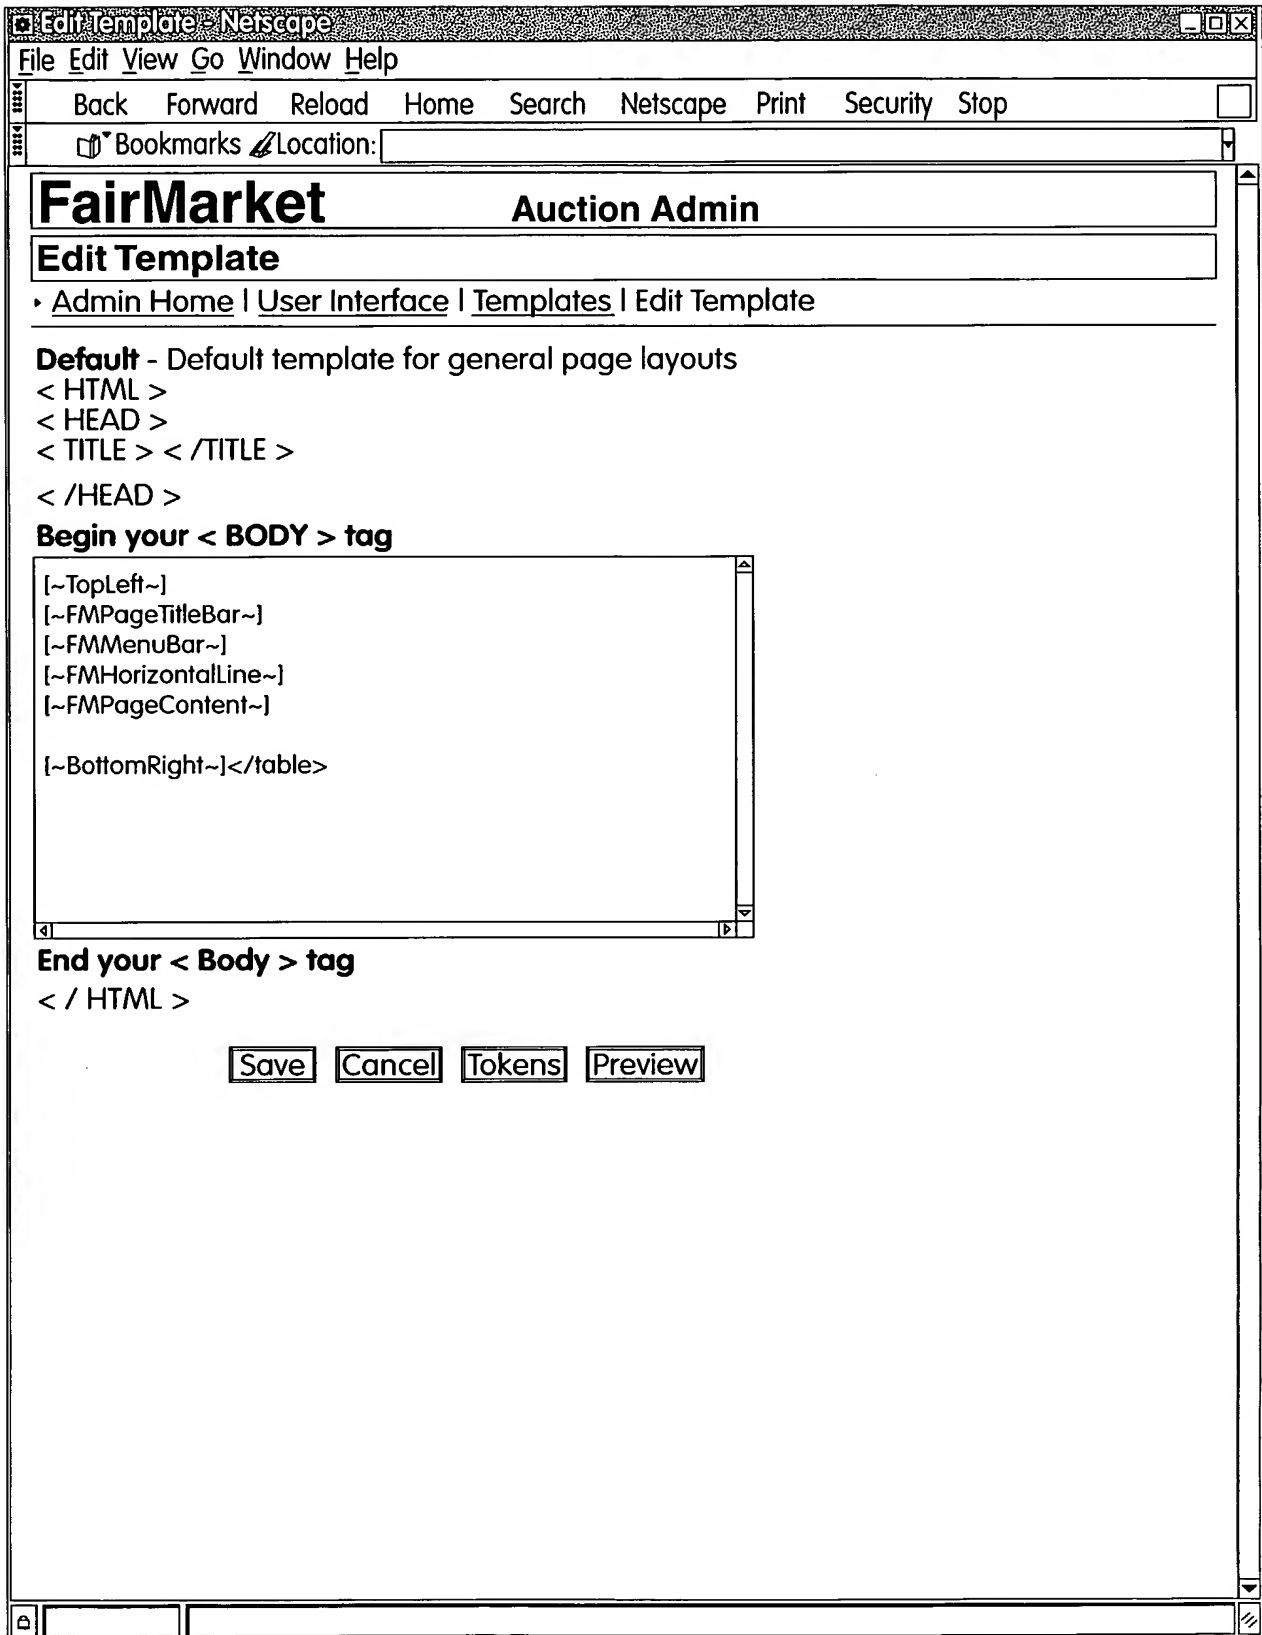 Edit Template - Netscape
File Edit View Go Window Help
Back Forward Reload Home Search Netscape Print Security Stop
Bookmarks Location:
FairMarket Auction Admin
Edit Template
Admin Home | User Interface | Templates | Edit Template
Default - Default template for general page layouts
< HTML >
< HEAD >
< TITLE > < /TITLE >
< /HEAD >
Begin your < BODY > tag
[~TopLeft~]
[~FMPageTitleBar~]
[~FMMenuBar~]
[~FMHorizontalLine~]
[~FMPageContent~]
[~BottomRight~]</table>
End your < Body > tag
< / HTML >
Save Cancel Tokens Preview